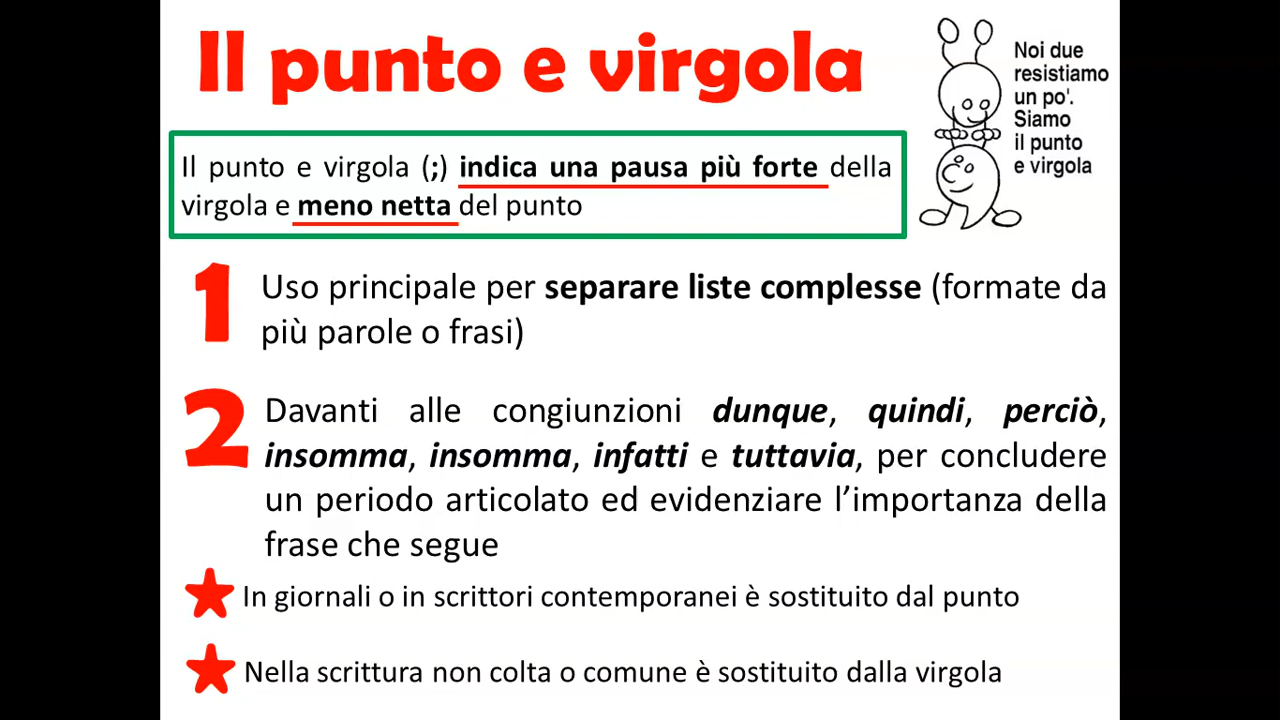 Il punto e virgola
Noi due
resistiamo
un po'.
Siamo
il punto
e virgola
Il punto e virgola (;) indica una pausa più forte della
virgola e meno netta del punto
1 Uso principale per separare liste complesse (formate da
più parole o frasi)
2 Davanti alle congiunzioni dunque, quindi, perciò,
insomma, insomma, infatti e tuttavia, per concludere
un periodo articolato ed evidenziare l’importanza della
frase che segue
In giornali o in scrittori contemporanei è sostituito dal punto
Nella scrittura non colta o comune è sostituito dalla virgola